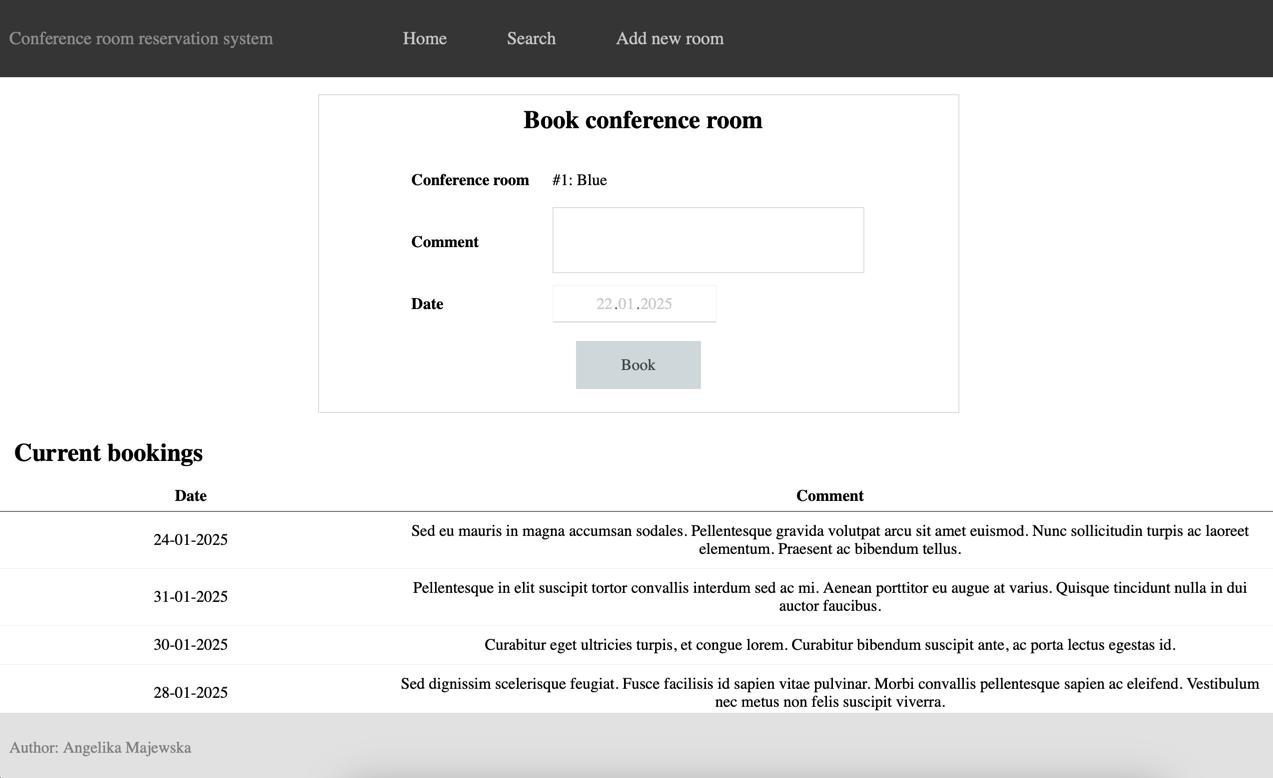 Conference room reservation system Home Search Add new room
Book conference room
Conference room #1: Blue
Comment
Date 22.01.2025
Book
Current bookings
Date Comment
24-01-2025 Sed eu mauris in magna accumsan sodales. Pellentesque gravida volutpat arcu sit amet euismod. Nunc sollicitudin turpis ac laoreet
elementum. Praesent ac bibendum tellus.
31-01-2025 Pellentesque in elit suscipit tortor convallis interdum sed ac mi. Aenean porttitor eu augue at varius. Quisque tincidunt nulla in dui
auctor faucibus.
30-01-2025 Curabitur eget ultricies turpis, et congue lorem. Curabitur bibendum suscipit ante, ac porta lectus egestas id.
28-01-2025 Sed dignissim scelerisque feugiat. Fusce facilisis id sapien vitae pulvinar. Morbi convallis pellentesque sapien ac eleifend. Vestibulum
nec metus non felis suscipit viverra.
Author: Angelika Majewska